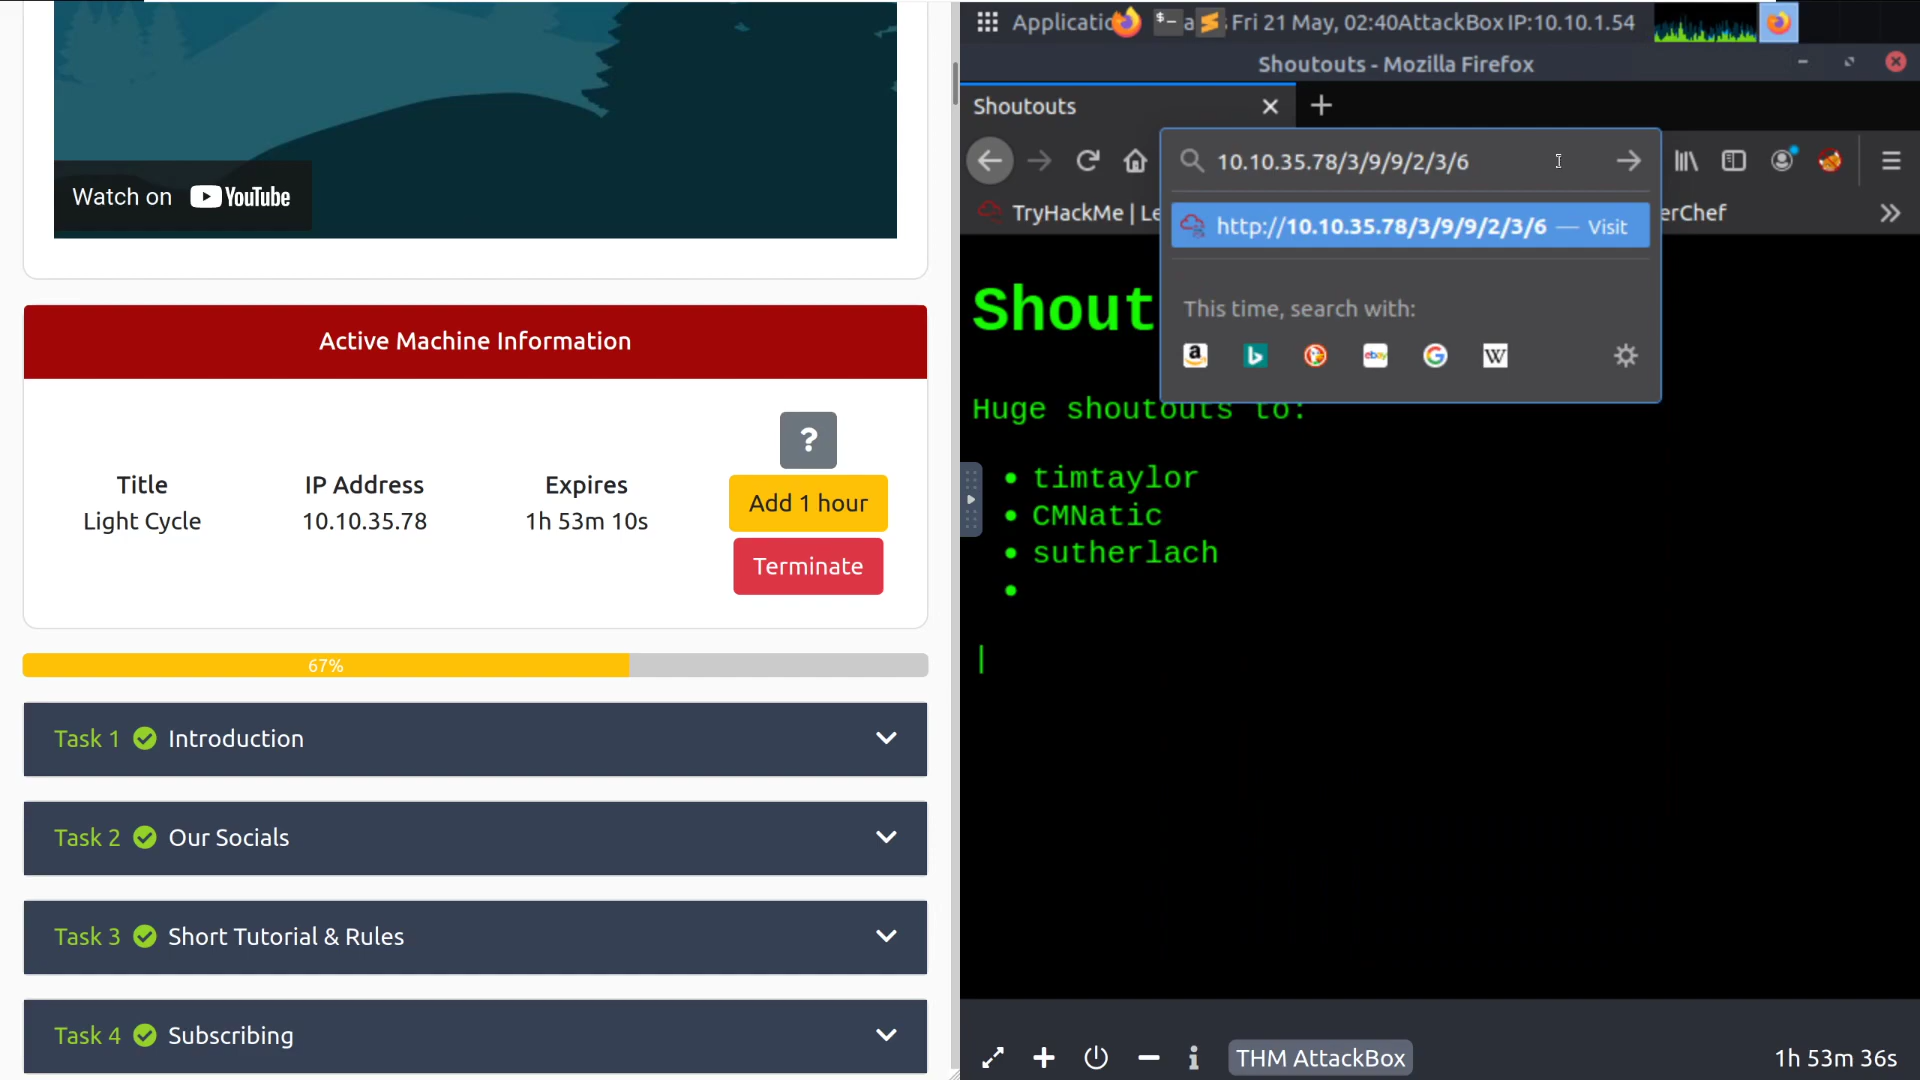 Watch on YouTube
Active Machine Information
Title
Light Cycle
IP Address
10.10.35.78
Expires
1h 53m 10s
?
Add 1 hour
Terminate
67%
Task 1 Introduction
Task 2 Our Socials
Task 3 Short Tutorial & Rules
Task 4 Subscribing
Fri 21 May, 02:40AttackBox IP:10.10.1.54
Shoutouts - Mozilla Firefox
Shoutouts
10.10.35.78/3/9/9/2/3/6
TryHackMe | Le
erChef
http://10.10.35.78/3/9/9/2/3/6 — Visit
This time, search with:
Shout
Huge shoutouts to:
timtaylor
CMNatic
sutherlach
THM AttackBox
1h 53m 36s